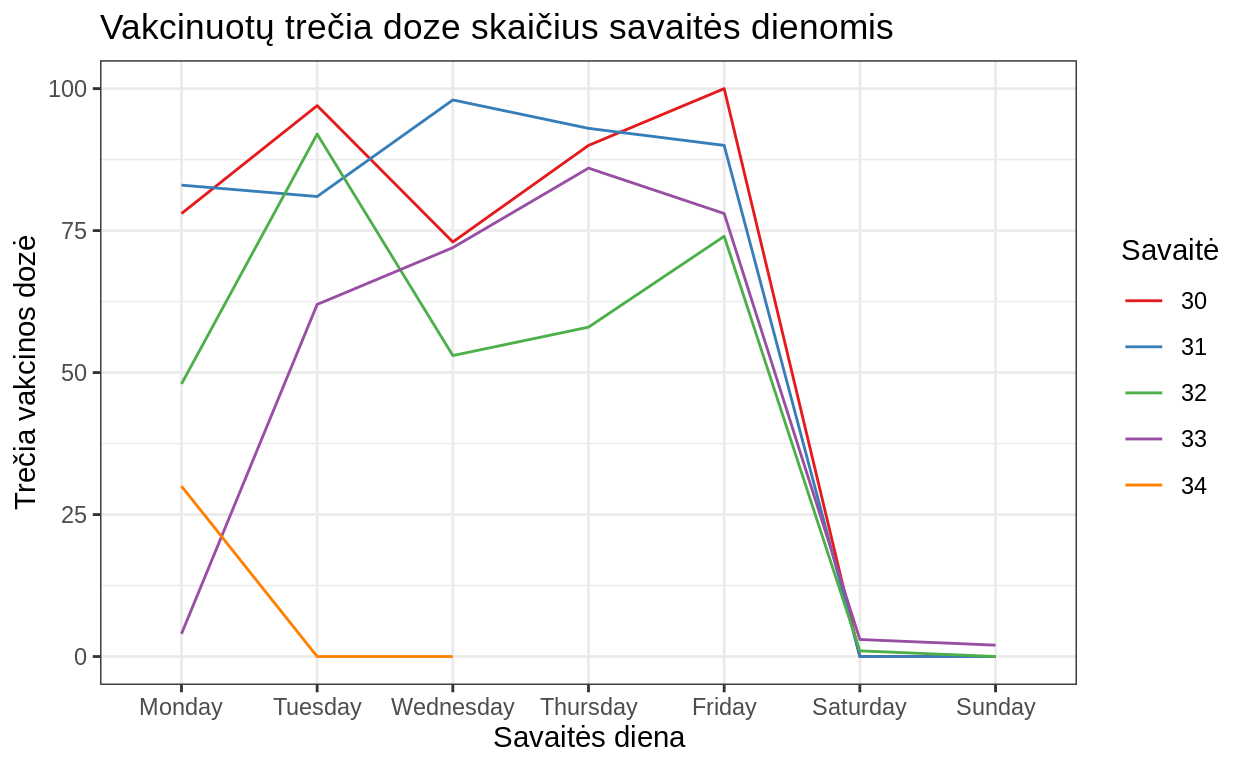 Vakcinuotų trečia doze skaičius savaitės dienomis
Trečia vakcinos dozė
100
75
50
25
0
Monday Tuesday Wednesday Thursday Friday Saturday Sunday
Savaitės diena
Savaitė
30
31
32
33
34